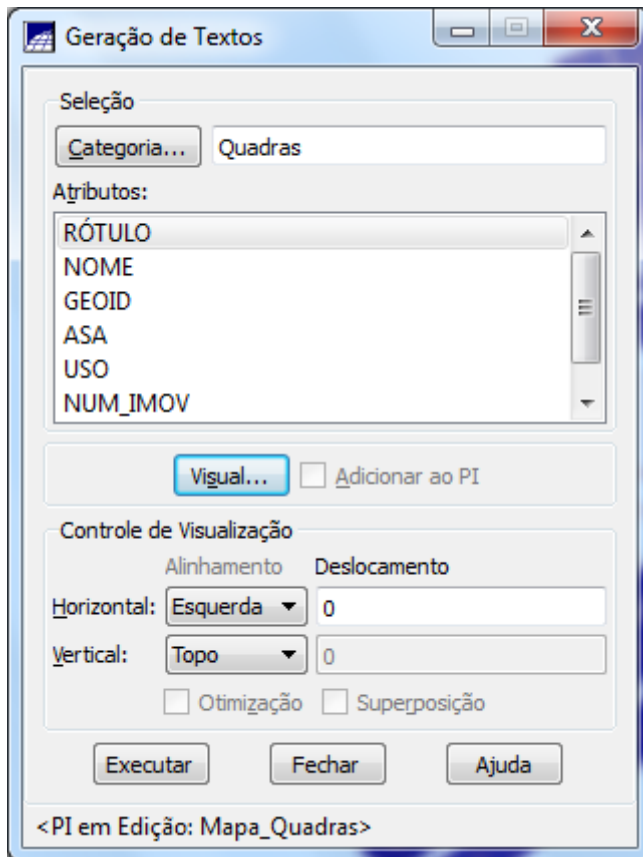 Geração de Textos
Seleção
Categoria... Quadras
Atributos:
RÓTULO
NOME
GEOID
ASA
USO
NUM_IMOV
Visual... Adicionar ao PI
Controle de Visualização
Alinhamento Deslocamento
Horizontal: Esquerda 0
Vertical: Topo 0
Otimização Superposição
Executar Fechar Ajuda
<PI em Edição: Mapa_Quadras>